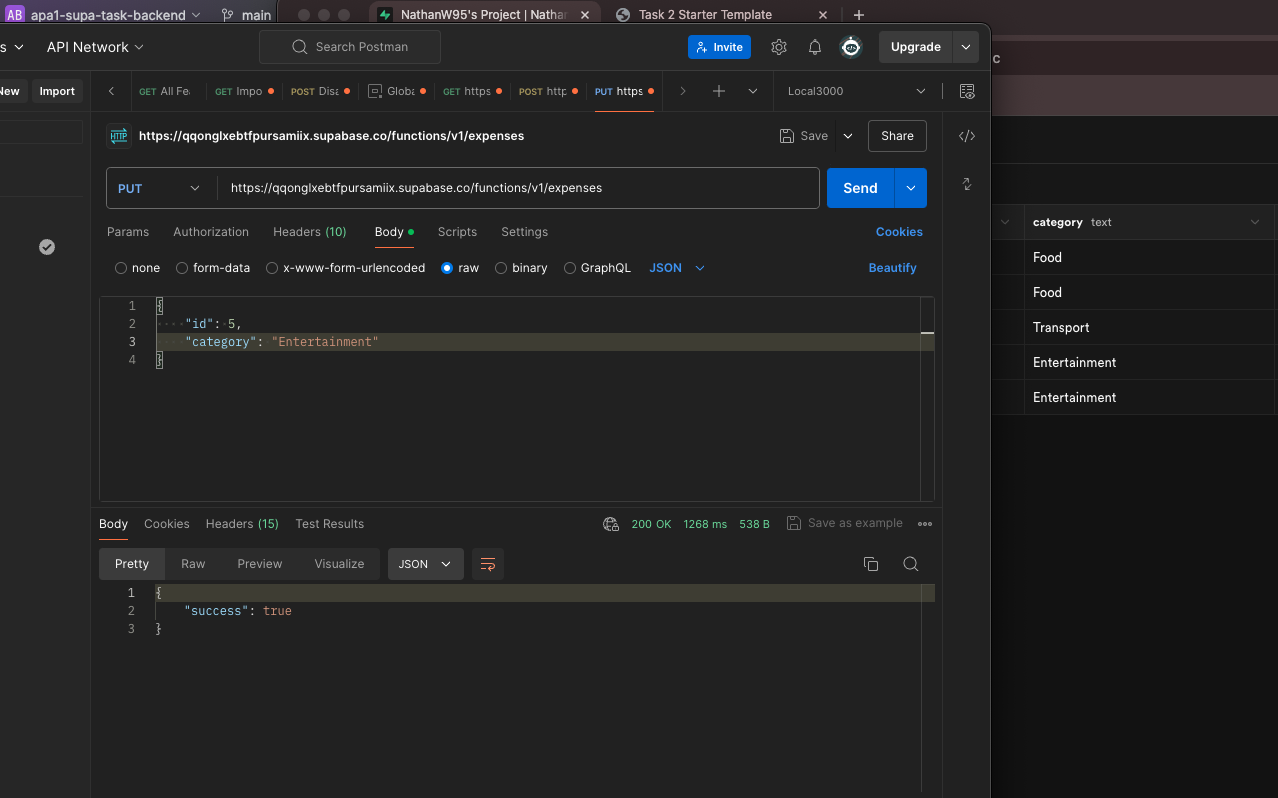 AB apa1-supa-task-backend main
NathanW95's Project | Nathan
Task 2 Starter Template
API Network
Search Postman
Invite
Upgrade
New
Import
GET All Fe
GET Impo
POST Disa
Globa
GET https
POST http
PUT https
Local3000
HTTP https://qqonglxebtfpursamiix.supabase.co/functions/v1/expenses
Save
Share
PUT
https://qqonglxebtfpursamiix.supabase.co/functions/v1/expenses
Send
Params
Authorization
Headers (10)
Body
Scripts
Settings
Cookies
none
form-data
x-www-form-urlencoded
raw
binary
GraphQL
JSON
Beautify
1 {
2 "id": 5,
3 "category": "Entertainment"
4 }
category text
Food
Food
Transport
Entertainment
Entertainment
Body
Cookies
Headers (15)
Test Results
200 OK
1268 ms
538 B
Save as example
Pretty
Raw
Preview
Visualize
JSON
1 {
2 "success": true
3 }